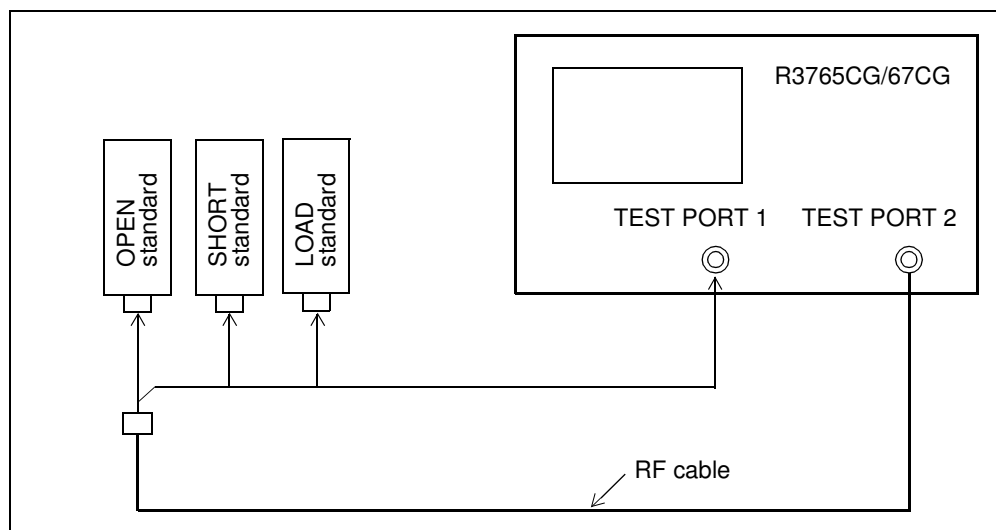 R3765CG/67CG
OPEN
standard
SHORT
standard
LOAD
standard
TEST PORT 1
TEST PORT 2
RF cable